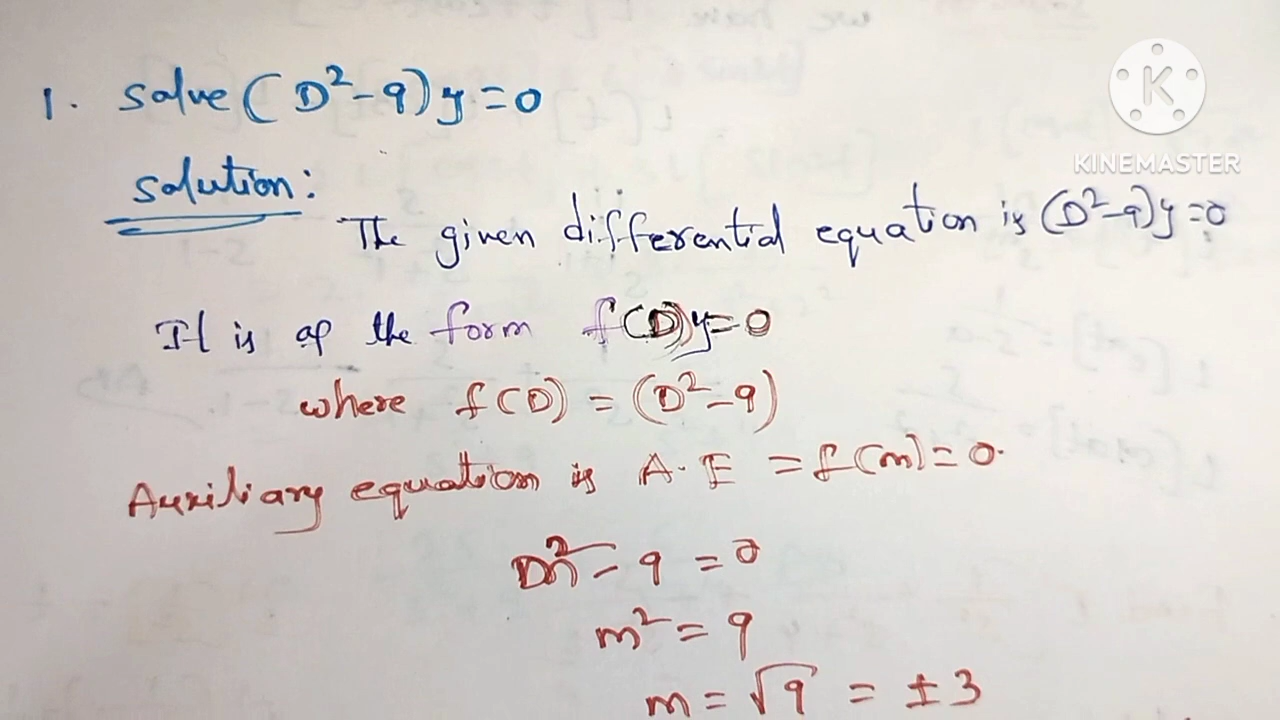 1. solve (D²-9)y=0
K
KINEMASTER
solution:
The given differential equation is (D²-9)y=0
It is of the form f(D)y=0
where f(D) = (D²-9)
Auxiliary equation is A.E = f(m)=0.
m² - 9 = 0
m² = 9
m = √9 = ±3